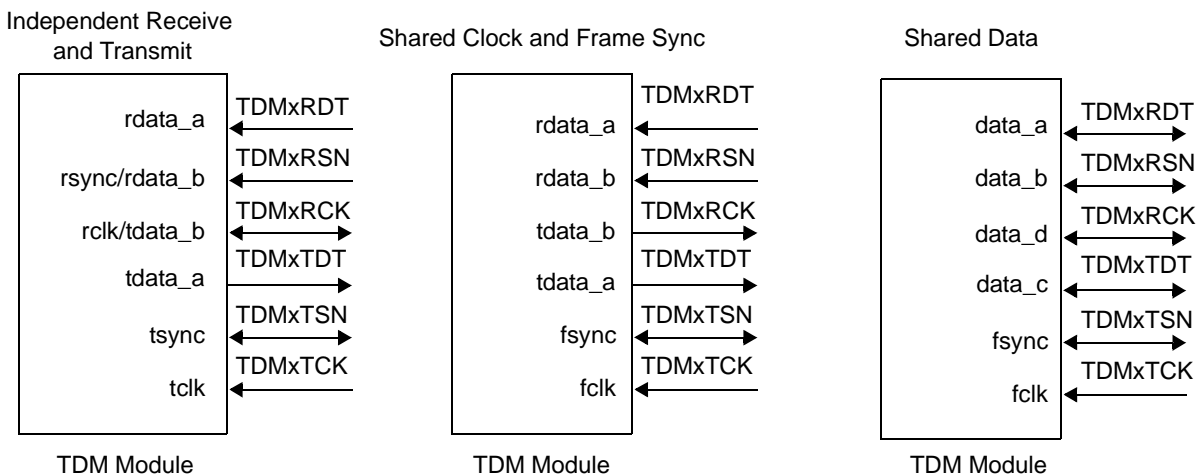 Independent Receive
and Transmit
rdata_a
TDMxRDT
rsync/rdata_b
TDMxRSN
rclk/tdata_b
TDMxRCK
tdata_a
TDMxTDT
tsync
TDMxTSN
tclk
TDMxTCK
TDM Module
Shared Clock and Frame Sync
rdata_a
TDMxRDT
rdata_b
TDMxRSN
tdata_b
TDMxRCK
tdata_a
TDMxTDT
fsync
TDMxTSN
fclk
TDMxTCK
TDM Module
Shared Data
data_a
TDMxRDT
data_b
TDMxRSN
data_d
TDMxRCK
data_c
TDMxTDT
fsync
TDMxTSN
fclk
TDMxTCK
TDM Module